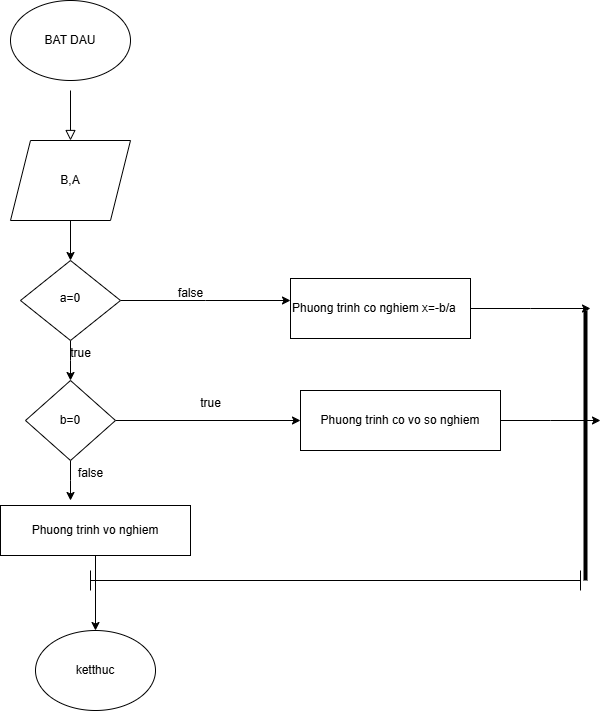 BAT DAU
B,A
a=0
false
Phuong trinh co nghiem x=-b/a
true
b=0
true
Phuong trinh co vo so nghiem
false
Phuong trinh vo nghiem
ketthuc